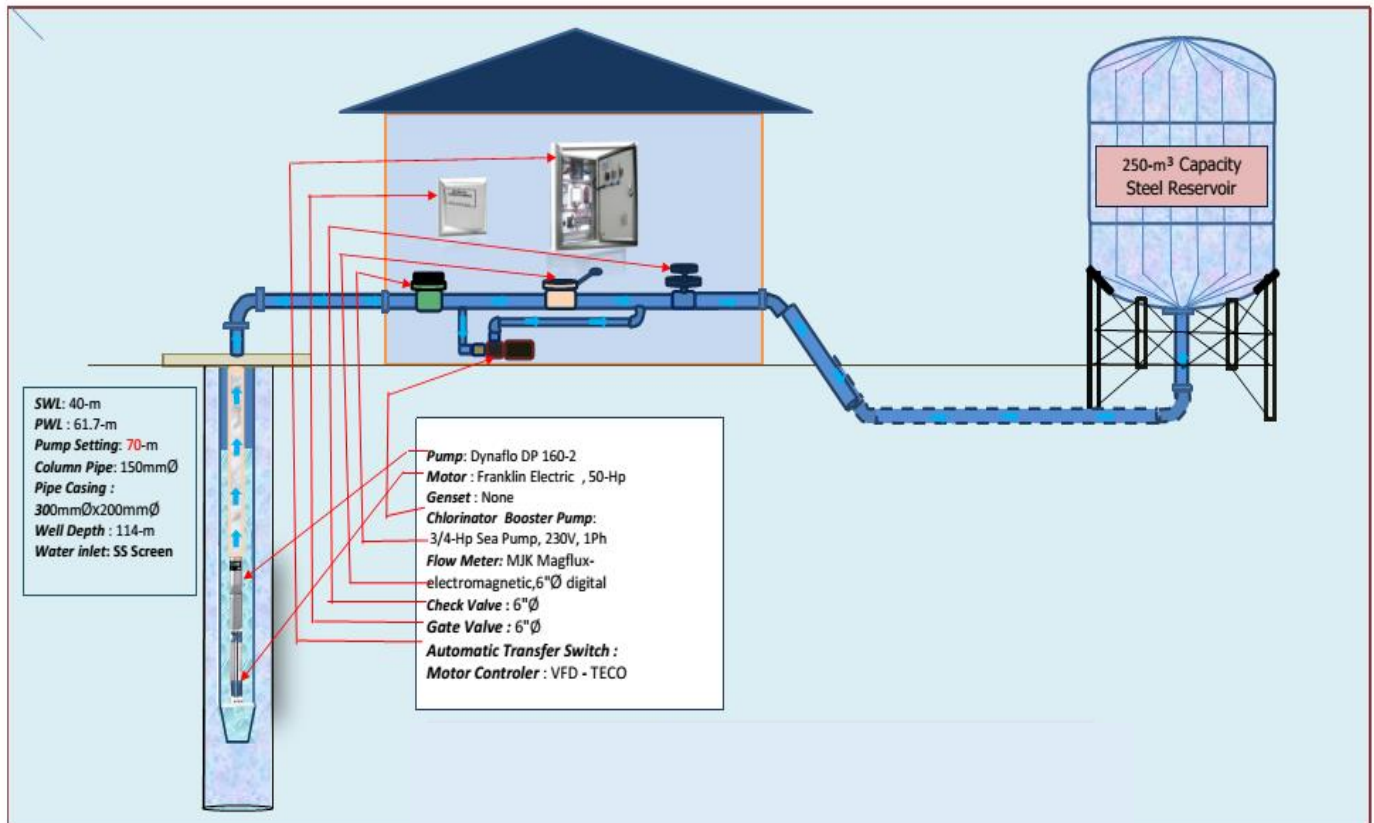 250-m³ Capacity
Steel Reservoir
SWL: 40-m
PWL : 61.7-m
Pump Setting: 70-m
Column Pipe: 150mmØ
Pipe Casing :
300mmØx200mmØ
Well Depth : 114-m
Water inlet: SS Screen
Pump: Dynaflo DP 160-2
Motor : Franklin Electric , 50-Hp
Genset : None
Chlorinator Booster Pump:
3/4-Hp Sea Pump, 230V, 1Ph
Flow Meter: MJK Magflux-
electromagnetic,6"Ø digital
Check Valve : 6"Ø
Gate Valve : 6"Ø
Automatic Transfer Switch :
Motor Controler : VFD - TECO